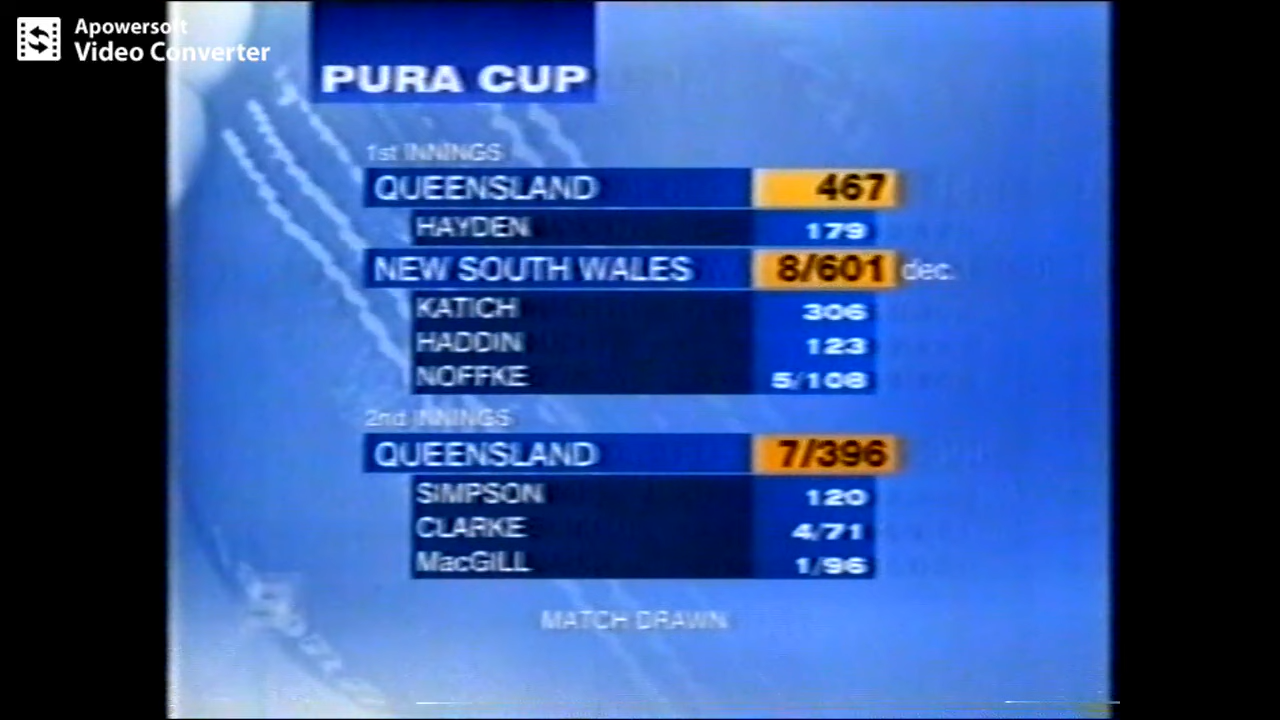 Apowersoft
Video Converter
PURA CUP
1st INNINGS
QUEENSLAND 467
HAYDEN 179
NEW SOUTH WALES 8/601 dec.
KATICH 306
HADDIN 123
NOFFKE 5/108
2nd INNINGS
QUEENSLAND 7/396
SIMPSON 120
CLARKE 4/71
MacGILL 1/96
MATCH DRAWN